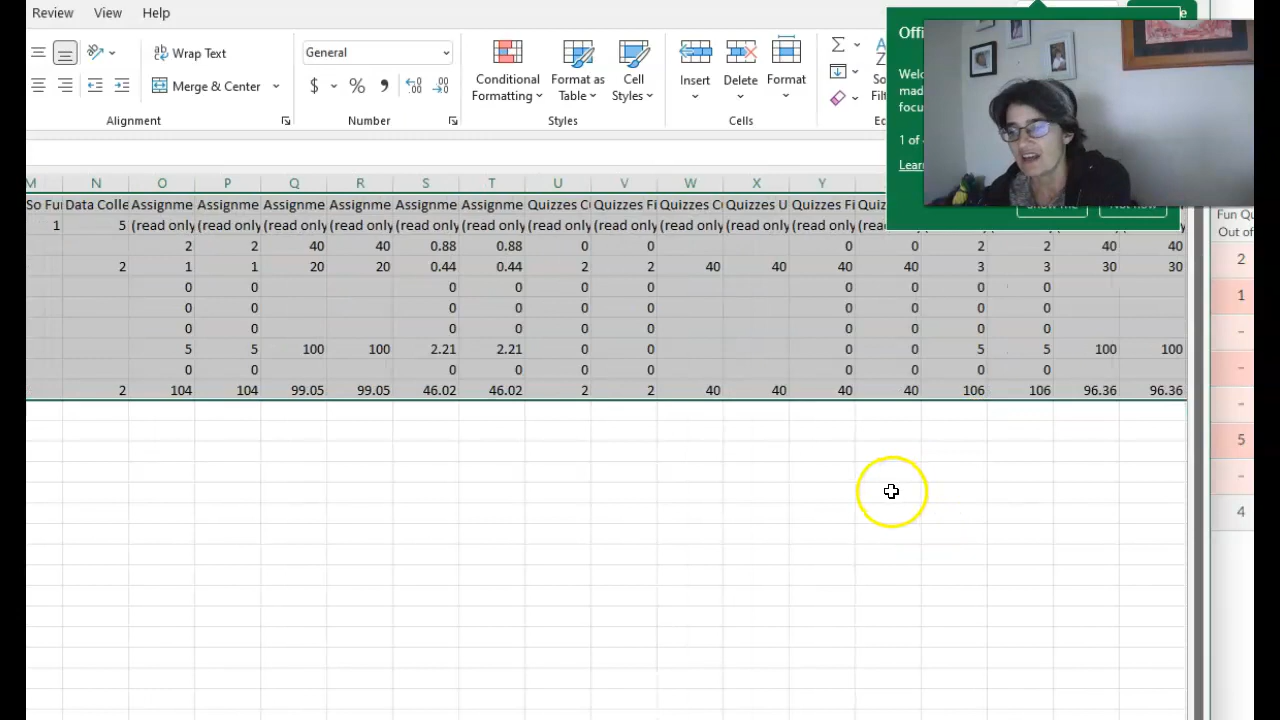 Review View Help
Wrap Text General
Merge & Center $ % Conditional Formatting Format as Table Cell Styles Insert Delete Format
Alignment Number Styles Cells
Offi
Welc
made
focu
1 of
Lear
M N O P Q R S T U V W X Y
So Fu Data Colle Assignme Assignme Assignme Assignme Assignme Assignme Quizzes C Quizzes Fi Quizzes C Quizzes U Quizzes Fi
1 5 (read only (read only (read only (read only (read only (read only (read only (read only (read only (read only (read only
2 2 40 40 0.88 0.88 0 0 0 0 2 2 40 40
2 1 1 20 20 0.44 0.44 2 2 40 40 40 40 3 3 30 30
0 0 0 0 0 0 0 0 0 0
0 0 0 0 0 0 0 0 0 0
0 0 0 0 0 0 0 0 0 0
5 5 100 100 2.21 2.21 0 0 0 0 5 5 100 100
0 0 0 0 0 0 0 0 0 0
2 104 104 99.05 99.05 46.02 46.02 2 2 40 40 40 40 106 106 96.36 96.36
Fun Qu
Out of
2
1
--
--
--
5
--
4